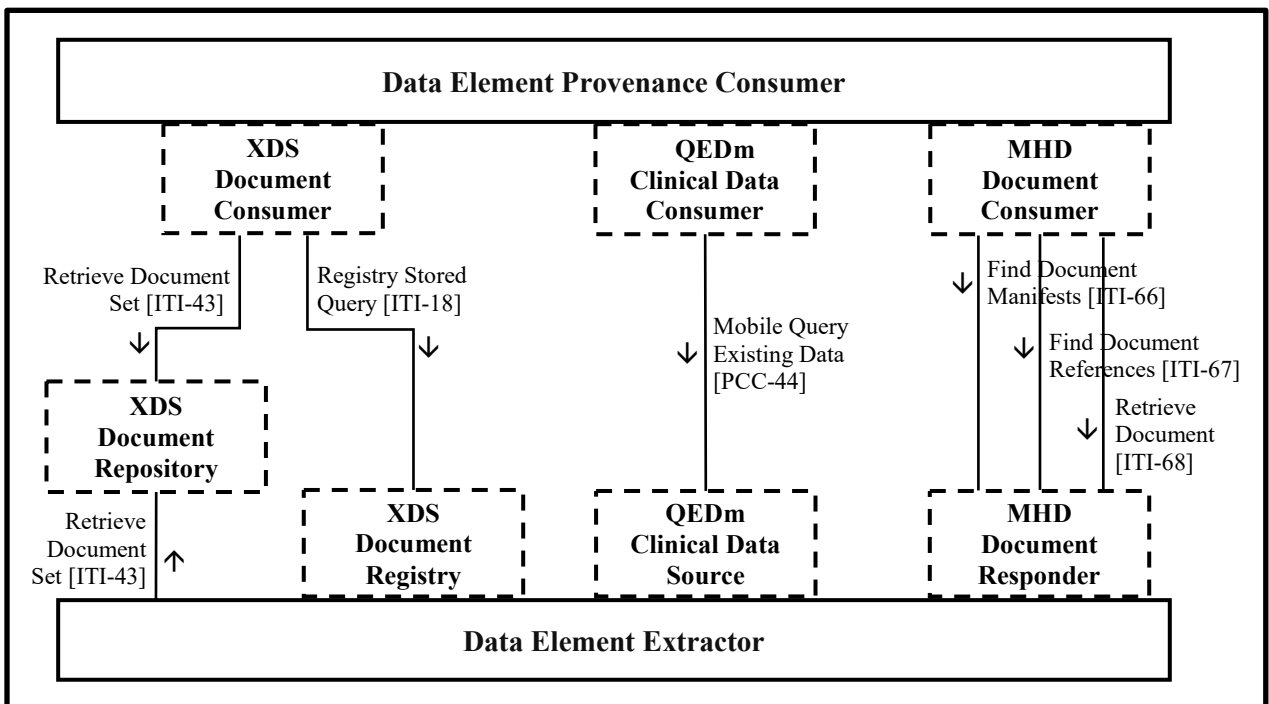 Data Element Provenance Consumer
XDS
Document
Consumer
QEDm
Clinical Data
Consumer
MHD
Document
Consumer
Retrieve Document
Set [ITI-43]
Registry Stored
Query [ITI-18]
Mobile Query
Existing Data
[PCC-44]
Find Document
Manifests [ITI-66]
Find Document
References [ITI-67]
Retrieve
Document
[ITI-68]
XDS
Document
Repository
Retrieve
Document
Set [ITI-43]
XDS
Document
Registry
QEDm
Clinical Data
Source
MHD
Document
Responder
Data Element Extractor